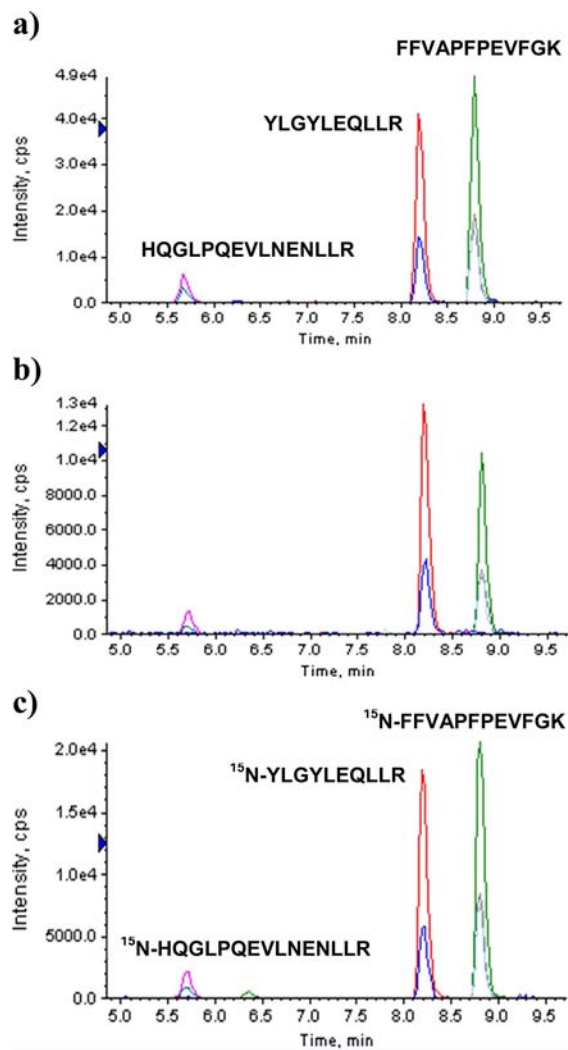 a)
FFVAPFPEVFGK
YLGYLEQLLR
HQGLPQEVLNENLLR
Intensity, cps
4.9e4
4.0e4
3.0e4
2.0e4
1.0e4
0.0
5.0 5.5 6.0 6.5 7.0 7.5 8.0 8.5 9.0 9.5
Time, min
b)
Intensity, cps
1.3e4
1.2e4
1.0e4
8000.0
6000.0
4000.0
2000.0
0.0
5.0 5.5 6.0 6.5 7.0 7.5 8.0 8.5 9.0 9.5
Time, min
c)
¹⁵N-FFVAPFPEVFGK
¹⁵N-YLGYLEQLLR
¹⁵N-HQGLPQEVLNENLLR
Intensity, cps
2.0e4
1.5e4
1.0e4
5000.0
0.0
5.0 5.5 6.0 6.5 7.0 7.5 8.0 8.5 9.0 9.5
Time, min